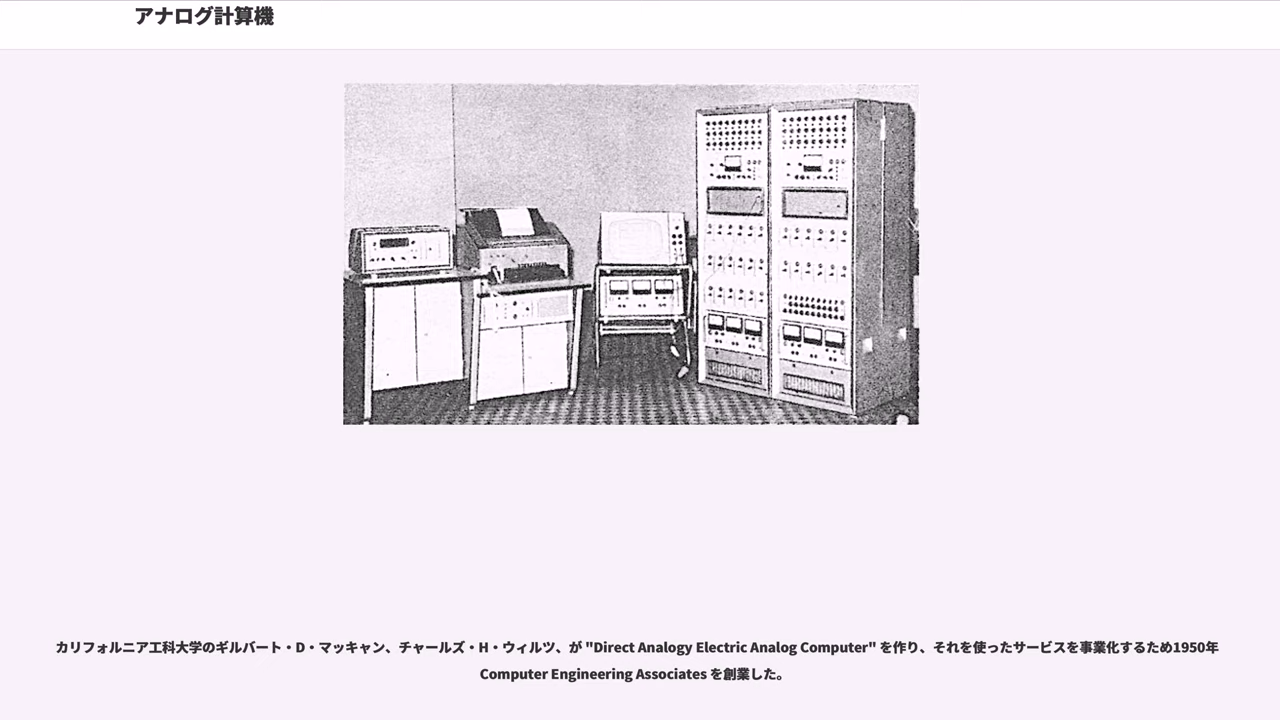 アナログ計算機
カリフォルニア工科大学のギルバート・D・マッキャン、チャールズ・H・ウィルツ、が "Direct Analogy Electric Analog Computer" を作り、それを使ったサービスを事業化するため1950年
Computer Engineering Associates を創業した。